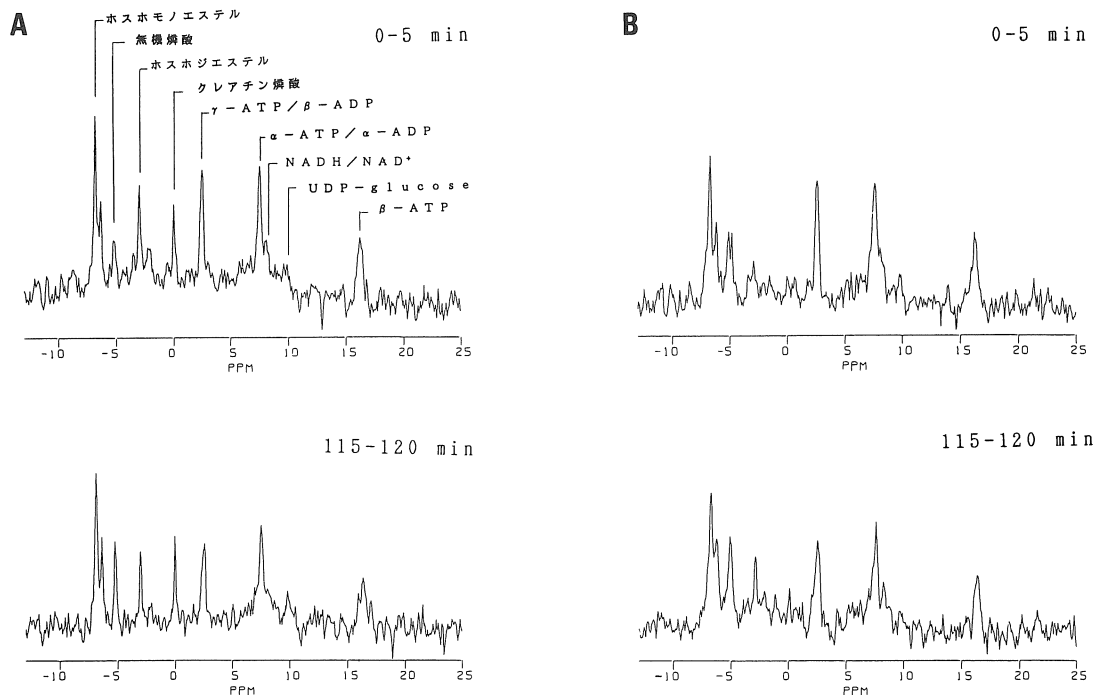 A
0-5 min
ホスホモノエステル
無機燐酸
ホスホジエステル
クレアチン燐酸
γ-ATP/β-ADP
α-ATP/α-ADP
NADH/NAD⁺
UDP-glucose
β-ATP
-10 -5 0 5 10 15 20 25
PPM
B
0-5 min
-10 -5 0 5 10 15 20 25
PPM
115-120 min
-10 -5 0 5 10 15 20 25
PPM
115-120 min
-10 -5 0 5 10 15 20 25
PPM